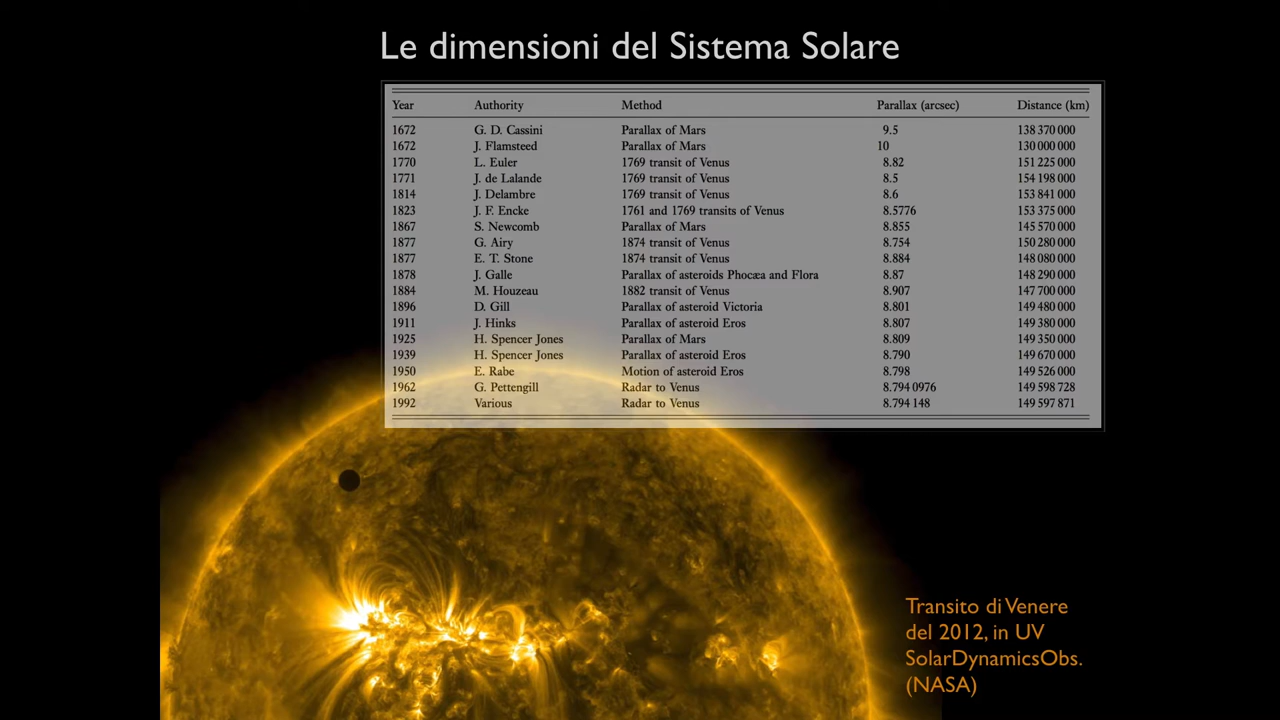 Le dimensioni del Sistema Solare
Year Authority Method Parallax (arcsec) Distance (km)
1672 G. D. Cassini Parallax of Mars 9.5 138 370 000
1672 J. Flamsteed Parallax of Mars 10 130 000 000
1770 L. Euler 1769 transit of Venus 8.82 151 225 000
1771 J. de Lalande 1769 transit of Venus 8.5 154 198 000
1814 J. Delambre 1769 transit of Venus 8.6 153 841 000
1823 J. F. Encke 1761 and 1769 transits of Venus 8.5776 153 375 000
1867 S. Newcomb Parallax of Mars 8.855 145 570 000
1877 G. Airy 1874 transit of Venus 8.754 150 280 000
1877 E. T. Stone 1874 transit of Venus 8.884 148 080 000
1878 J. Galle Parallax of asteroids Phocæa and Flora 8.87 148 290 000
1884 M. Houzeau 1882 transit of Venus 8.907 147 700 000
1896 D. Gill Parallax of asteroid Victoria 8.801 149 480 000
1911 J. Hinks Parallax of asteroid Eros 8.807 149 380 000
1925 H. Spencer Jones Parallax of Mars 8.809 149 350 000
1939 H. Spencer Jones Parallax of asteroid Eros 8.790 149 670 000
1950 E. Rabe Motion of asteroid Eros 8.798 149 526 000
1962 G. Pettengill Radar to Venus 8.794 0976 149 598 728
1992 Various Radar to Venus 8.794 148 149 597 871
Transito di Venere
del 2012, in UV
SolarDynamicsObs.
(NASA)